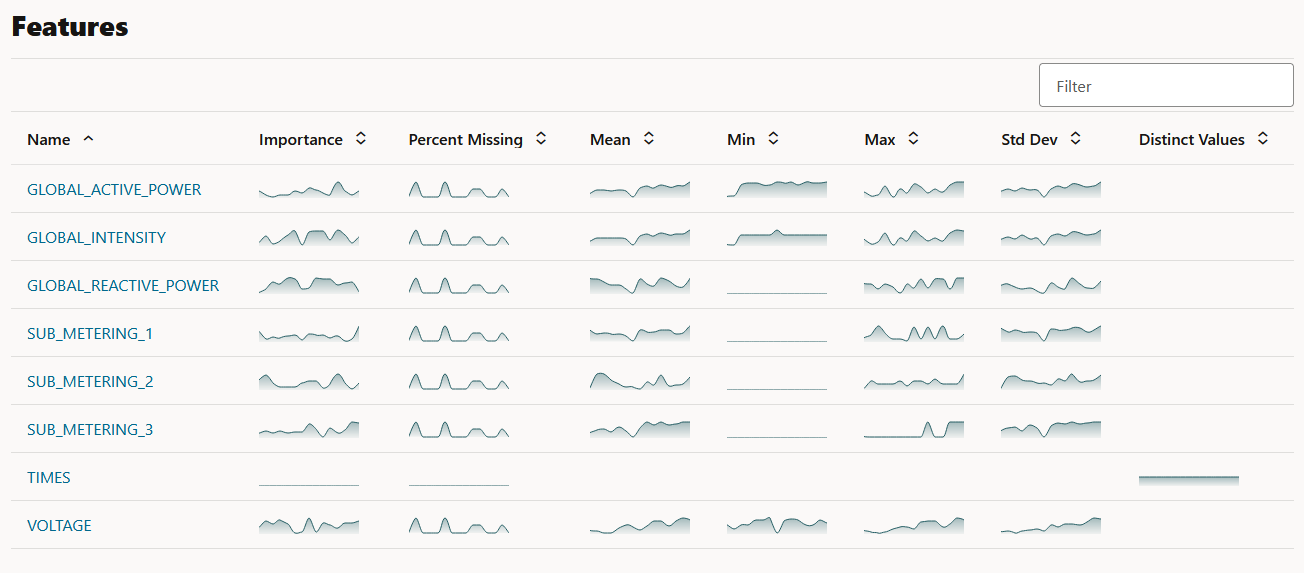 Features
Filter
Name Importance Percent Missing Mean Min Max Std Dev Distinct Values
GLOBAL_ACTIVE_POWER
GLOBAL_INTENSITY
GLOBAL_REACTIVE_POWER
SUB_METERING_1
SUB_METERING_2
SUB_METERING_3
TIMES
VOLTAGE